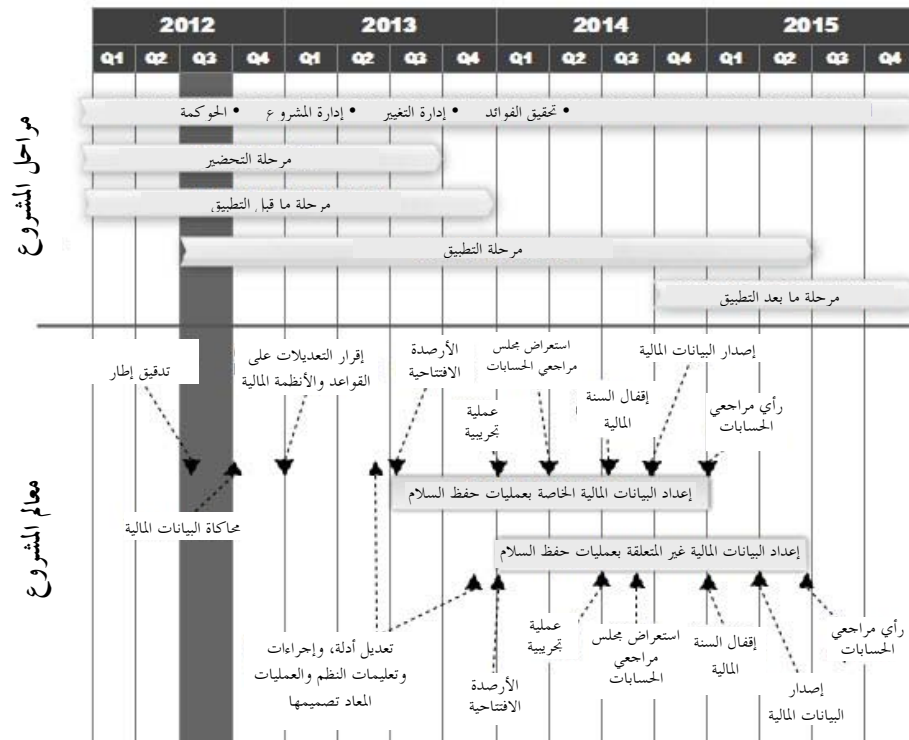 2012 2013 2014 2015
Q1 Q2 Q3 Q4 Q1 Q2 Q3 Q4 Q1 Q2 Q3 Q4 Q1 Q2 Q3 Q4
مراحل المشروع
• الحوكمة • إدارة المشروع • إدارة التغيير • تحقيق الفوائد
مرحلة التحضير
مرحلة ما قبل التطبيق
مرحلة التطبيق
مرحلة ما بعد التطبيق
معالم المشروع
تدقيق إطار
إقرار التعديلات على
القواعد والأنظمة المالية
الأرصدة
الافتتاحية
استعراض مجلس
مراجعي الحسابات
إصدار البيانات المالية
عملية
تجريبية
إقفال السنة
المالية
رأي مراجعي
الحسابات
محاكاة البيانات المالية
إعداد البيانات المالية الخاصة بعمليات حفظ السلام
إعداد البيانات المالية غير المتعلقة بعمليات حفظ السلام
تعديل أدلة، وإجراءات
وتعليمات النظم والعمليات
المعاد تصميمها
الأرصدة
الافتتاحية
عملية
تجريبية
استعراض مجلس
مراجعي
الحسابات
إقفال السنة
المالية
إصدار
البيانات المالية
رأي مراجعي
الحسابات